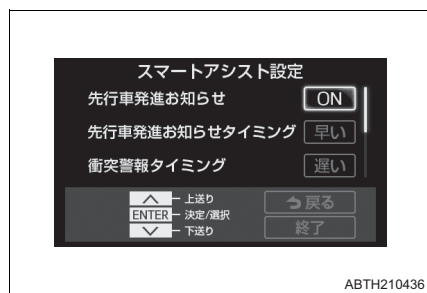 スマートアシスト設定
先行車発進お知らせ ON
先行車発進お知らせタイミング 早い
衝突警報タイミング 遅い
上送り
ENTER 決定/選択
下送り
戻る
終了
ABTH210436